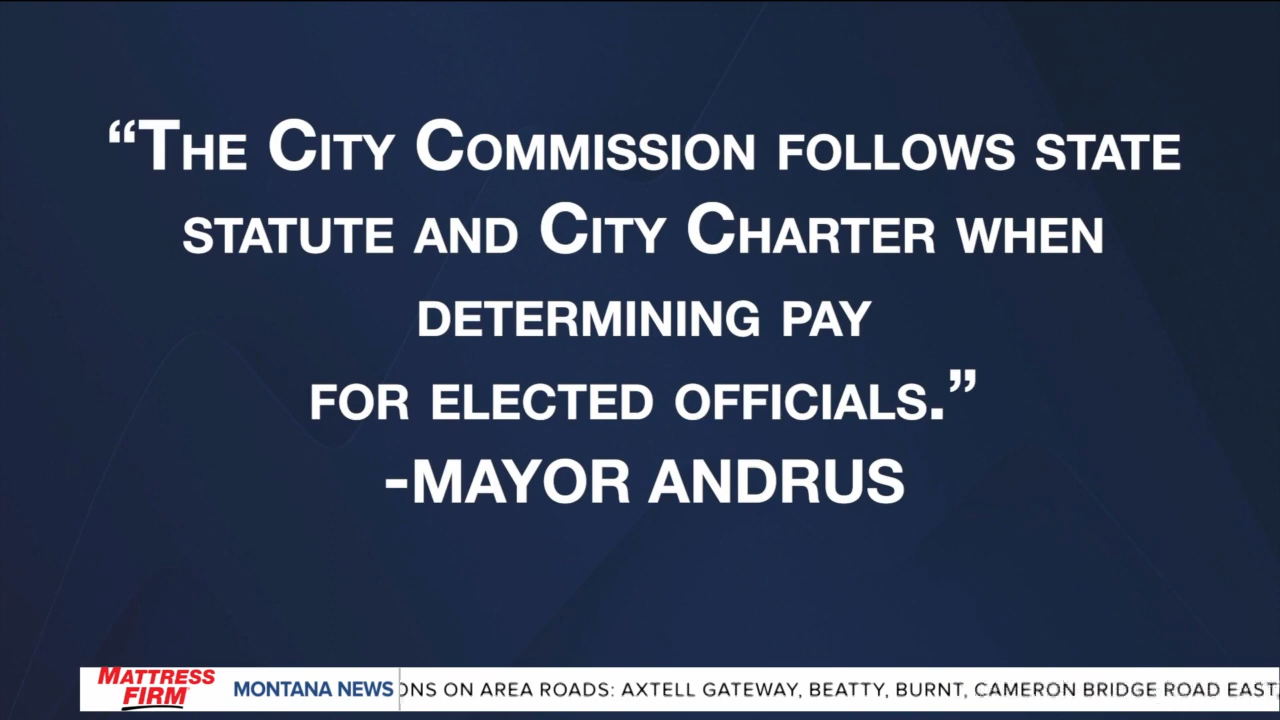 “The City Commission follows state
statute and City Charter when
determining pay
for elected officials.”
-MAYOR ANDRUS
MATTRESS
FIRM
MONTANA NEWS
ONS ON AREA ROADS: AXTELL GATEWAY, BEATTY, BURNT, CAMERON BRIDGE ROAD EAST